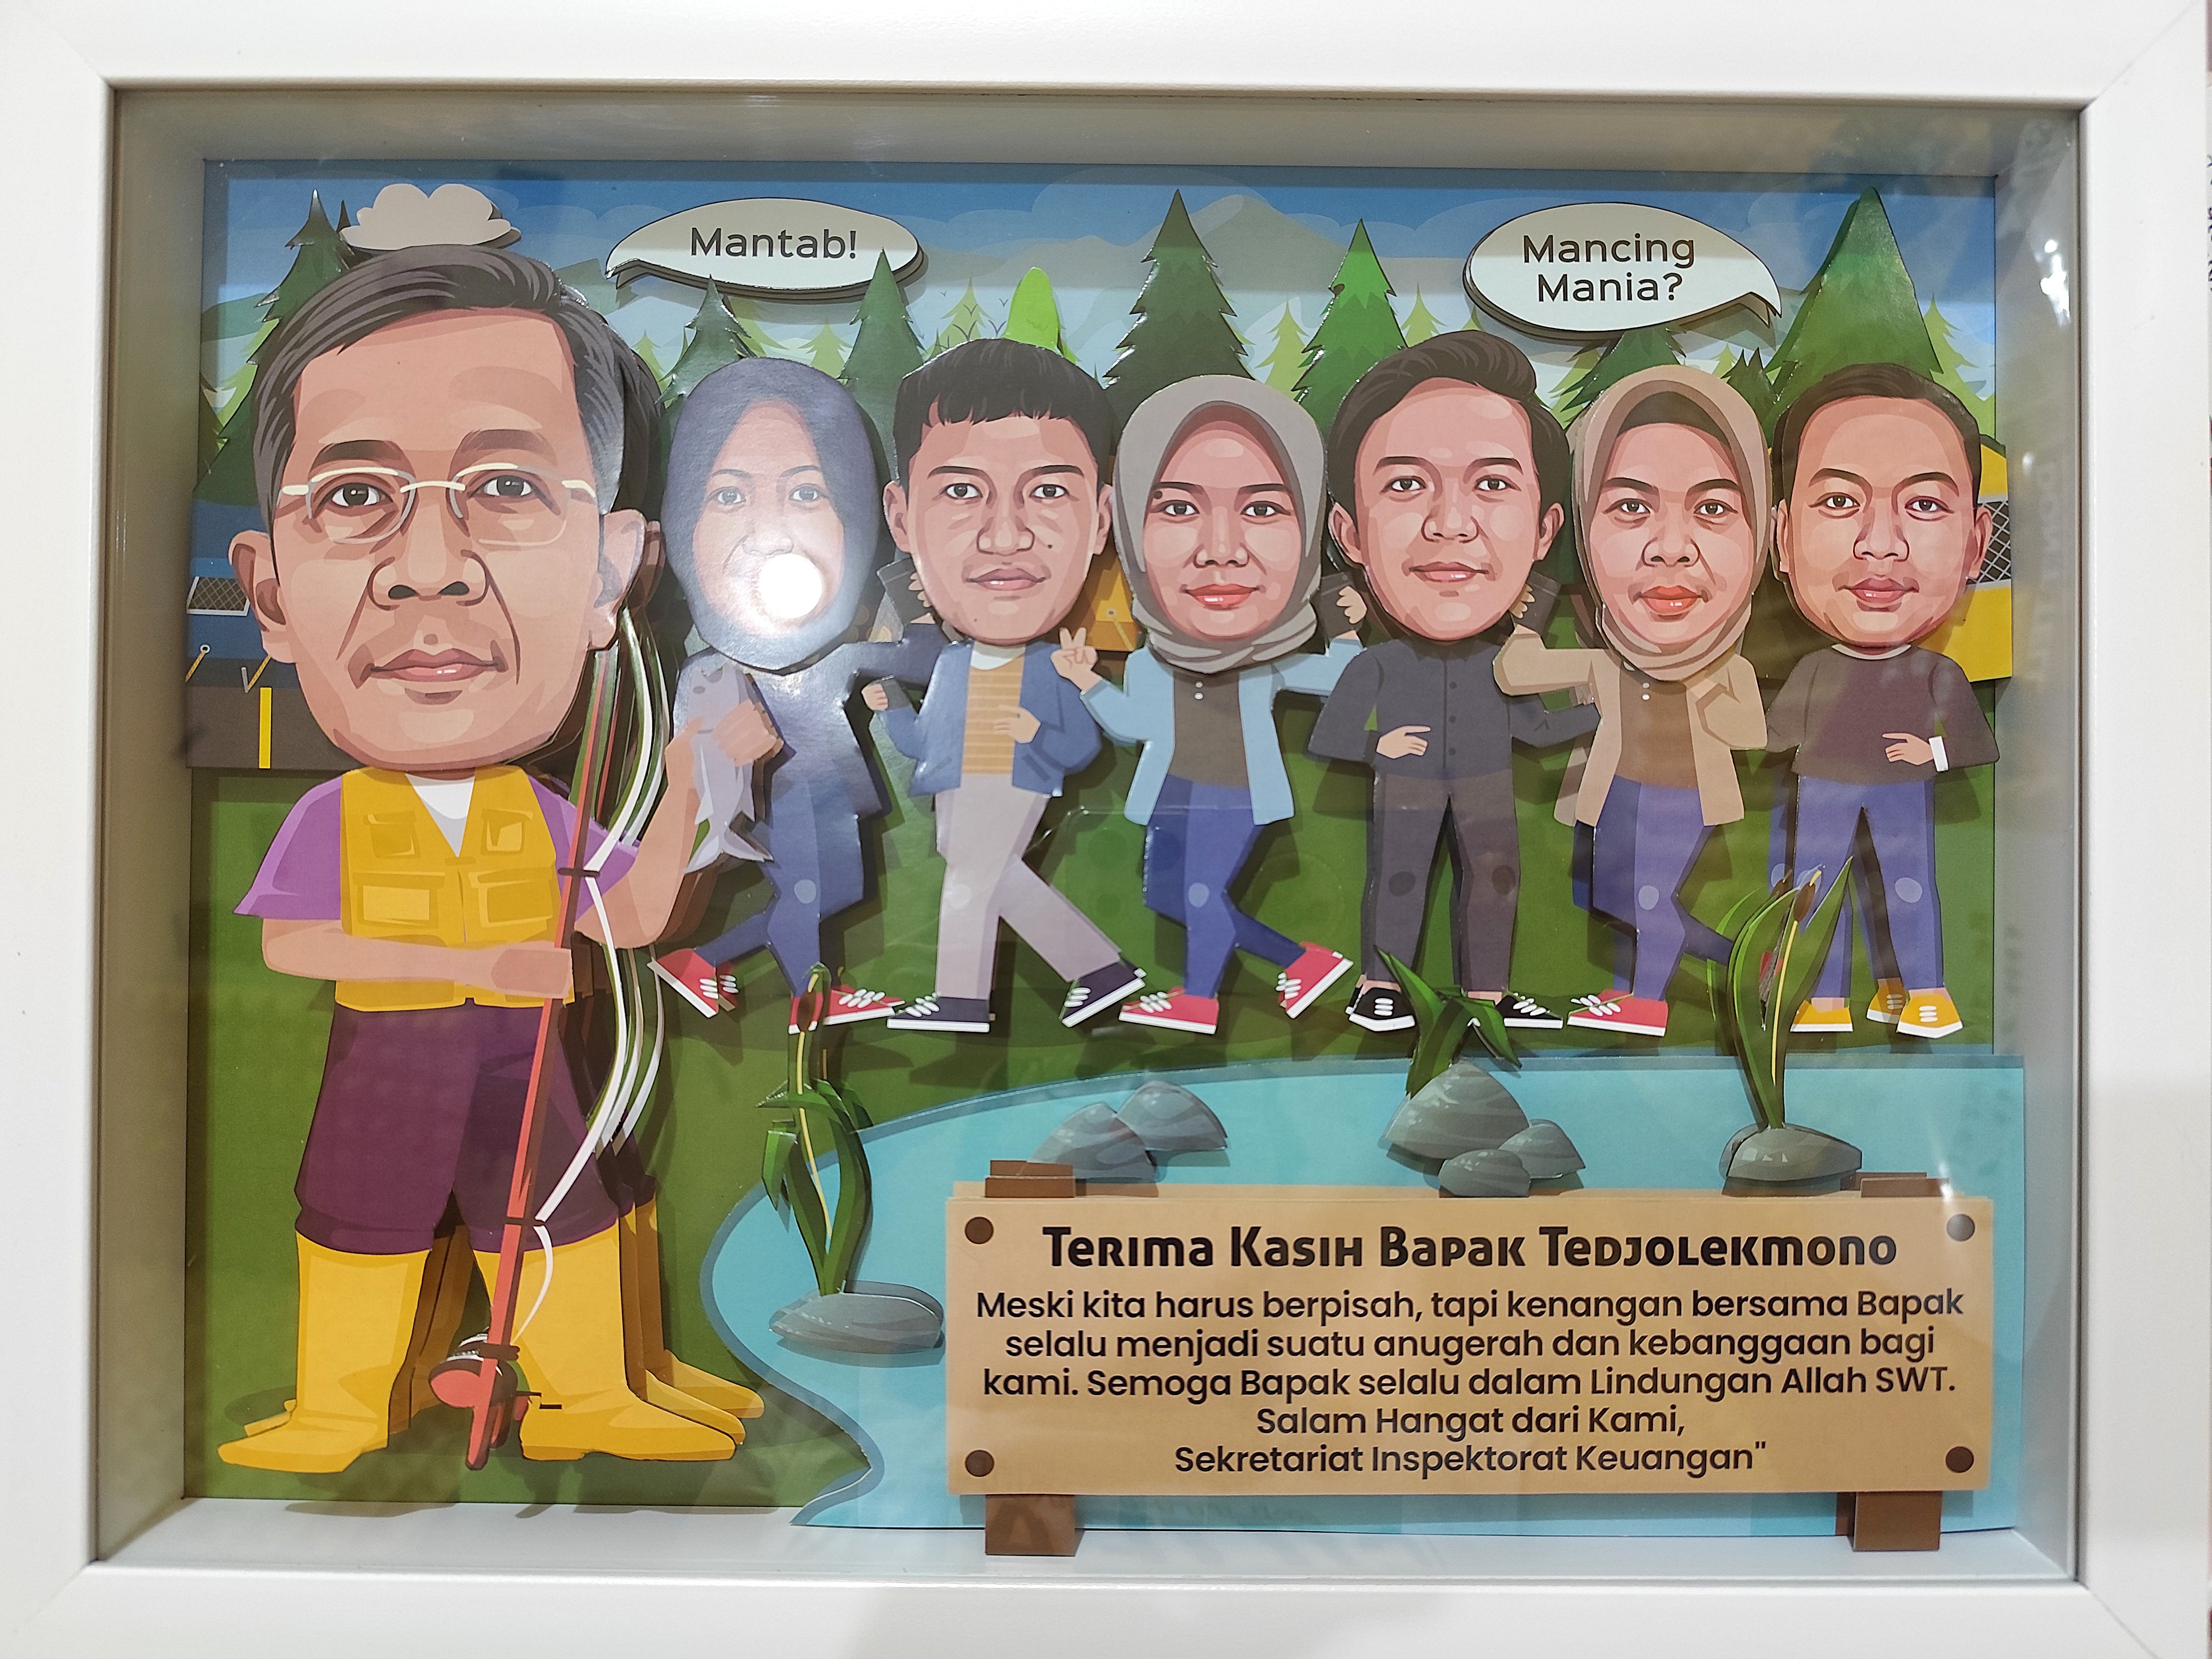 Mantab!
Mancing
Mania?
Terima Kasih Bapak Tedjolekmono
Meski kita harus berpisah, tapi kenangan bersama Bapak
selalu menjadi suatu anugerah dan kebanggaan bagi
kami. Semoga Bapak selalu dalam Lindungan Allah SWT.
Salam Hangat dari Kami,
Sekretariat Inspektorat Keuangan"